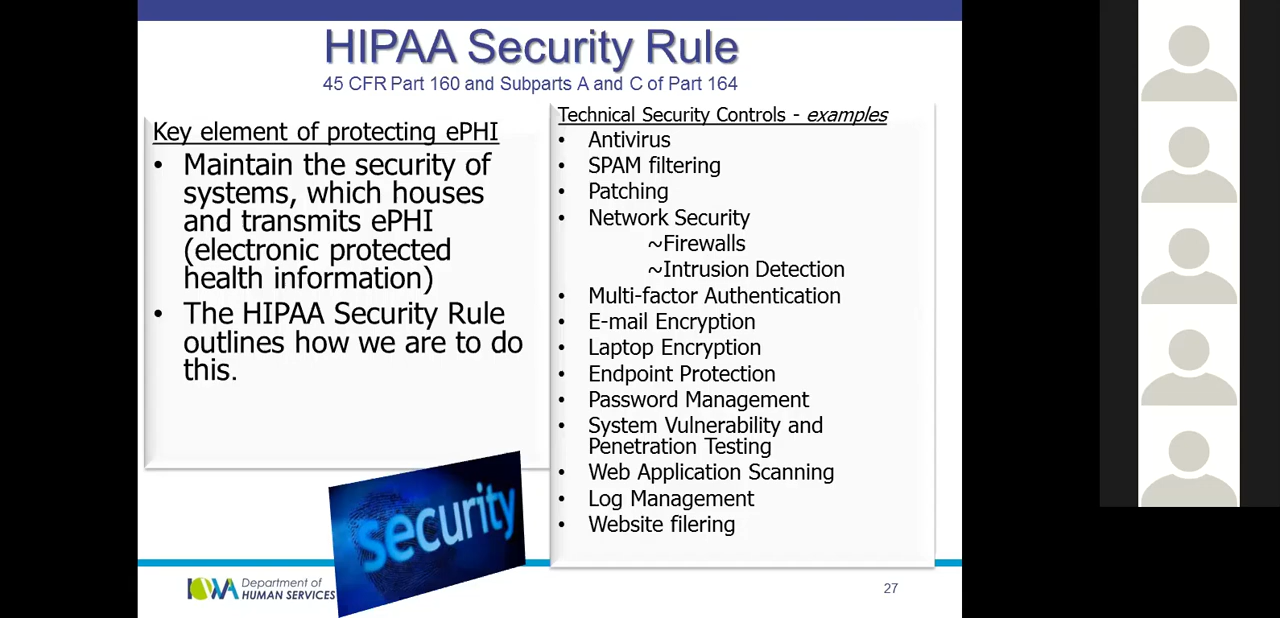 HIPAA Security Rule
45 CFR Part 160 and Subparts A and C of Part 164
Key element of protecting ePHI
• Maintain the security of
systems, which houses
and transmits ePHI
(electronic protected
health information)
• The HIPAA Security Rule
outlines how we are to do
this.
Technical Security Controls - examples
• Antivirus
• SPAM filtering
• Patching
• Network Security
~Firewalls
~Intrusion Detection
• Multi-factor Authentication
• E-mail Encryption
• Laptop Encryption
• Endpoint Protection
• Password Management
• System Vulnerability and
Penetration Testing
• Web Application Scanning
• Log Management
• Website filering
security
IOWA Department of
HUMAN SERVICES
27